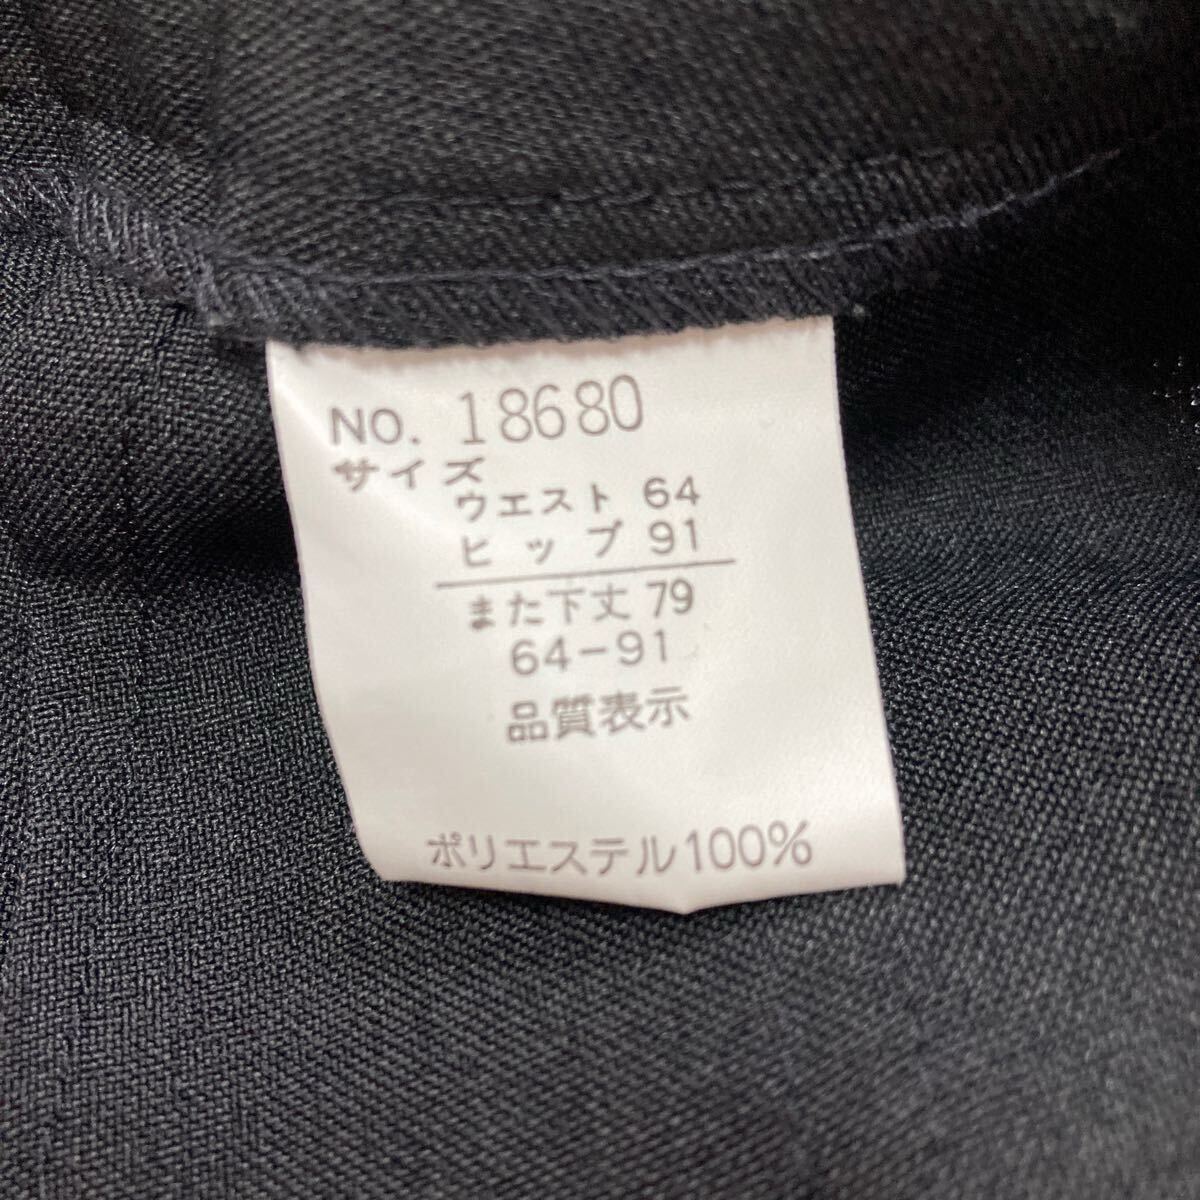 NO. 18680
サイズ
ウエスト 64
ヒップ 91
また下丈 79
64-91
品質表示
ポリエステル100%